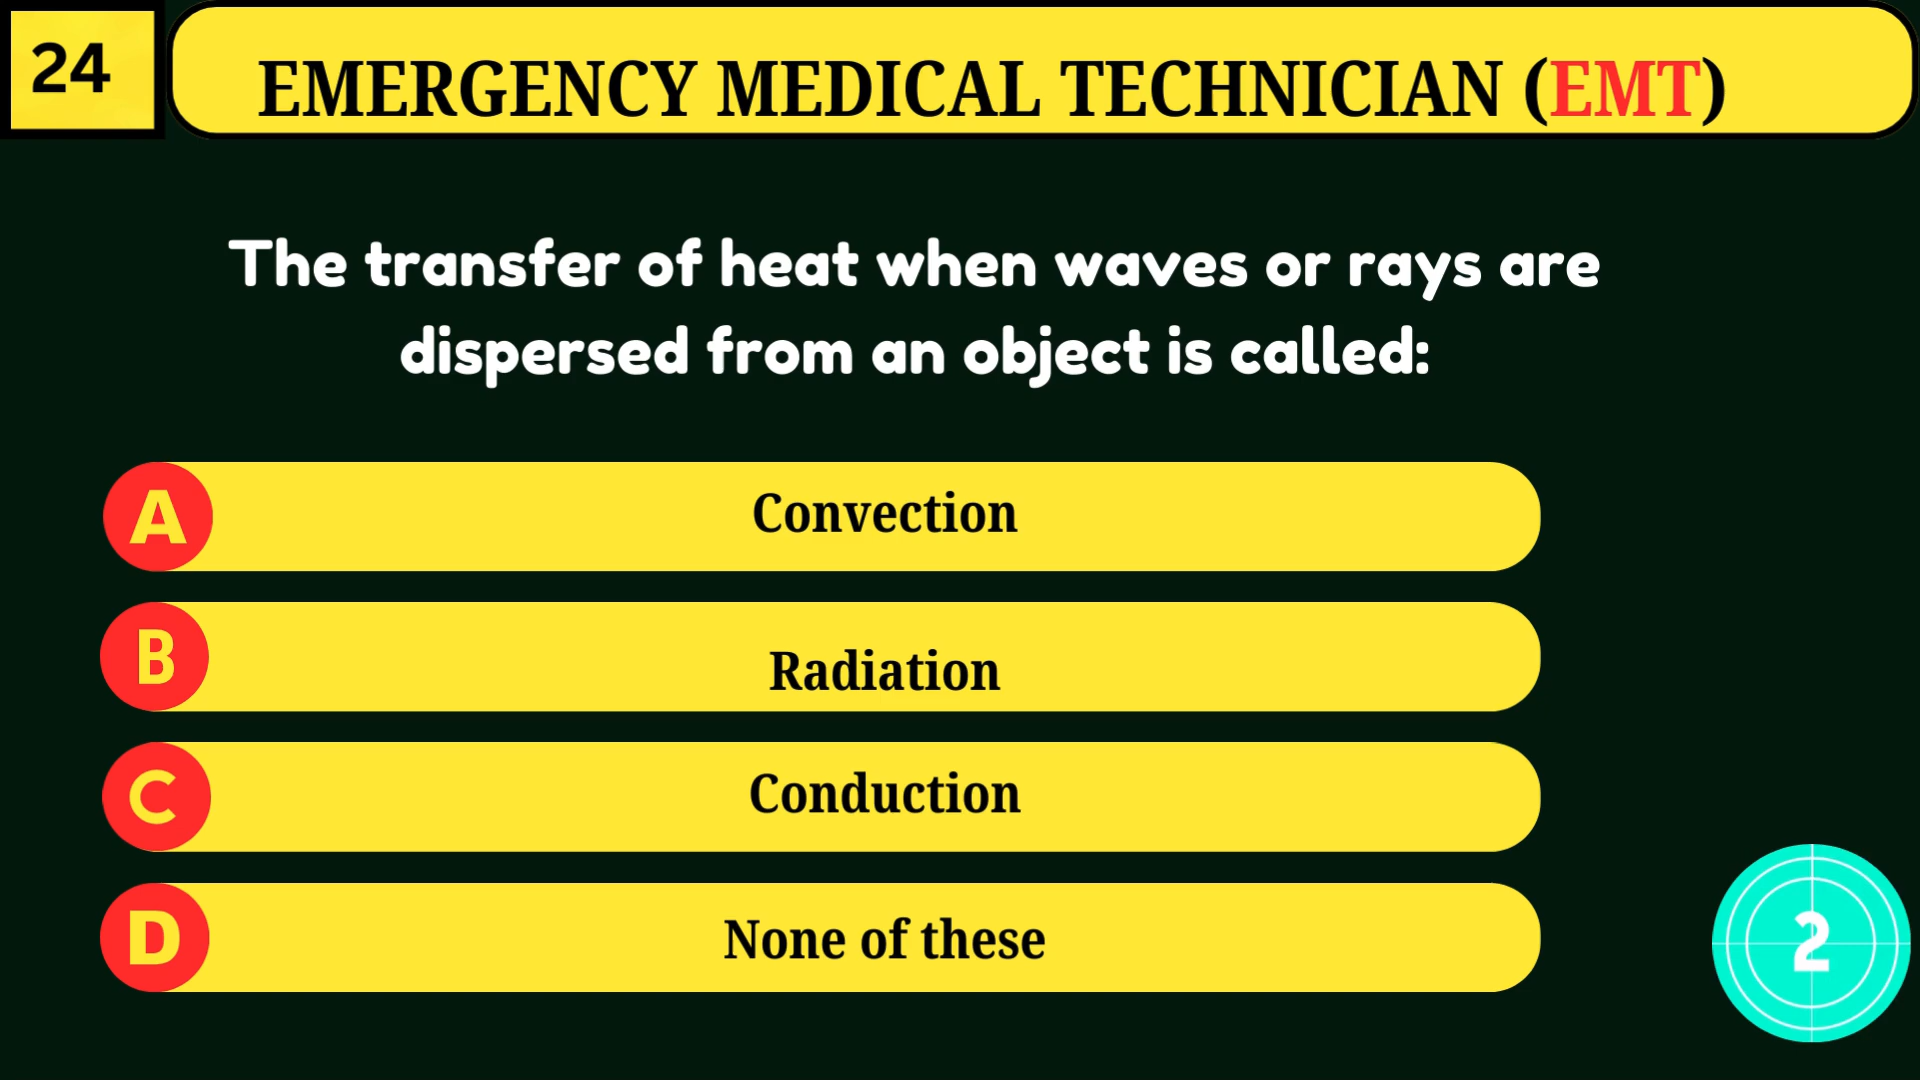 24
EMERGENCY MEDICAL TECHNICIAN (EMT)
The transfer of heat when waves or rays are
dispersed from an object is called:
A Convection
B Radiation
C Conduction
D None of these
2